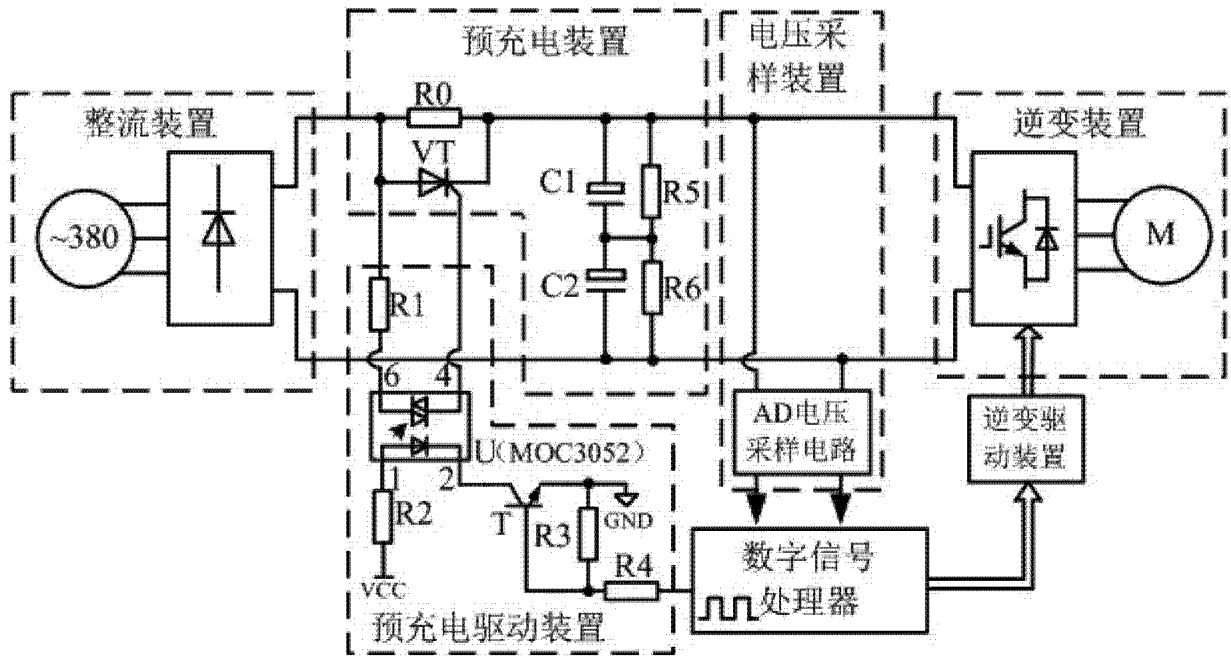 预充电装置
电压采
样装置
整流装置
逆变装置
R0
VT
C1
R5
~380
M
C2
R6
R1
6
4
AD电压
采样电路
逆变驱
动装置
U(MOC3052)
1
2
R2
T
R3
GND
R4
VCC
数字信号
处理器
预充电驱动装置